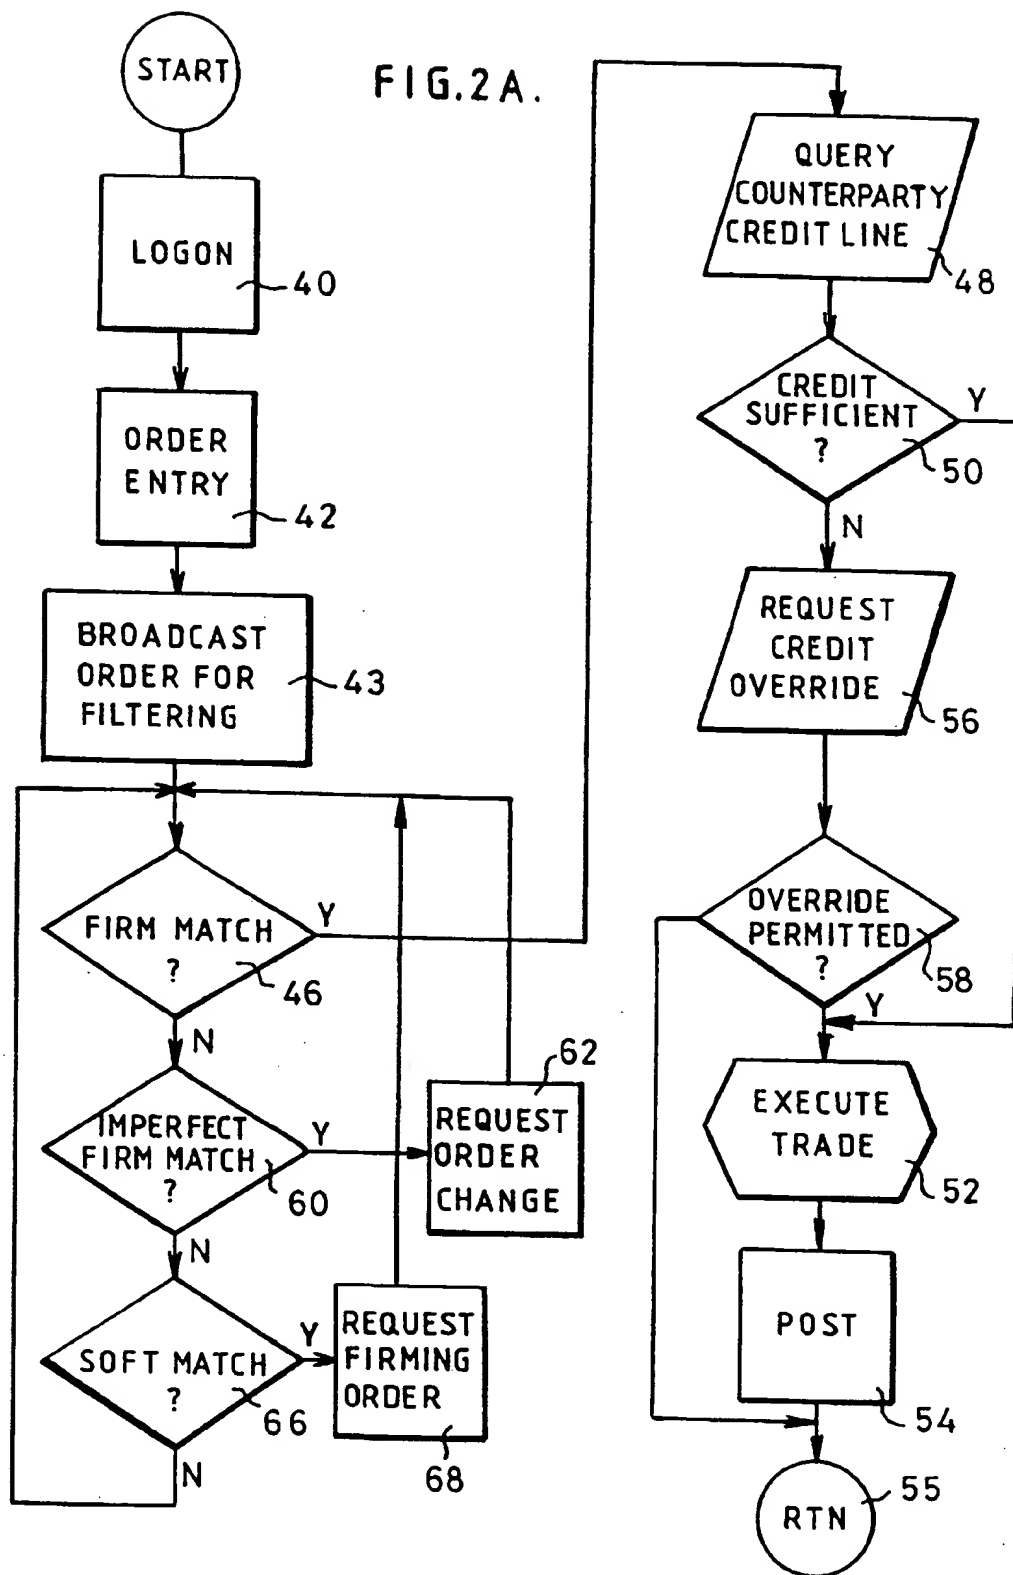 FIG.2A.
START
LOGON
40
ORDER
ENTRY
42
BROADCAST
ORDER FOR
FILTERING
43
FIRM MATCH
?
46
Y
N
IMPERFECT
FIRM MATCH
?
60
Y
N
62
REQUEST
ORDER
CHANGE
SOFT MATCH
?
66
Y
N
REQUEST
FIRMING
ORDER
68
QUERY
COUNTERPARTY
CREDIT LINE
48
CREDIT
SUFFICIENT
?
50
Y
N
REQUEST
CREDIT
OVERRIDE
56
OVERRIDE
PERMITTED
?
58
Y
EXECUTE
TRADE
52
POST
54
RTN
55